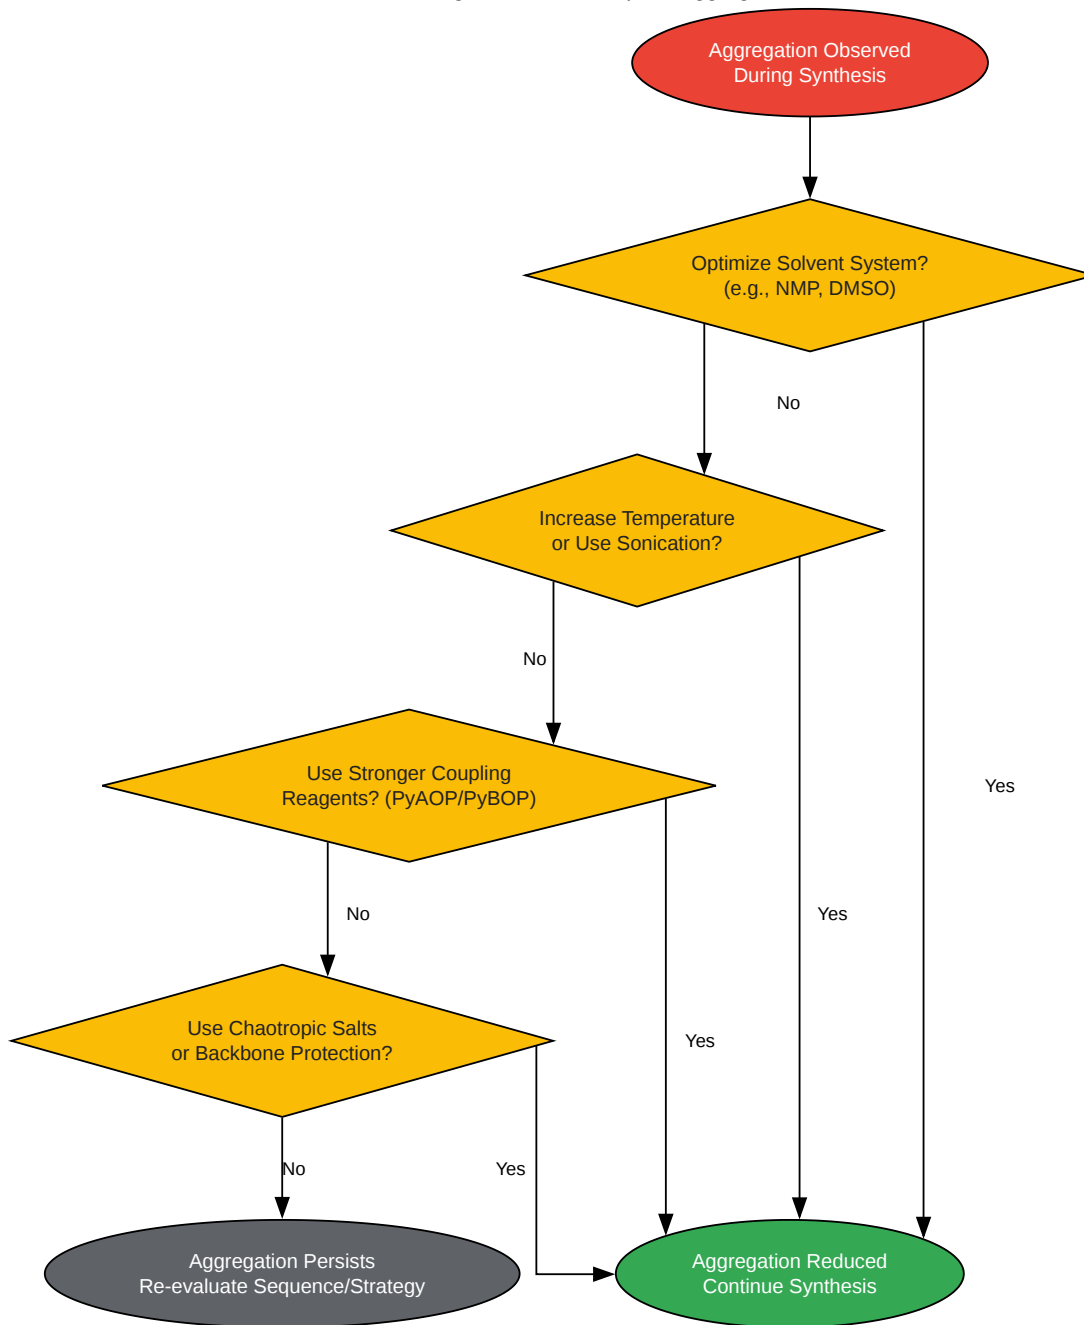 Aggregation Observed
During Synthesis
Optimize Solvent System?
(e.g., NMP, DMSO)
No
Increase Temperature
or Use Sonication?
No
Use Stronger Coupling
Reagents? (PyAOP/PyBOP)
Yes
No
Yes
Use Chaotropic Salts
or Backbone Protection?
Yes
No
Yes
Aggregation Persists
Re-evaluate Sequence/Strategy
Aggregation Reduced
Continue Synthesis